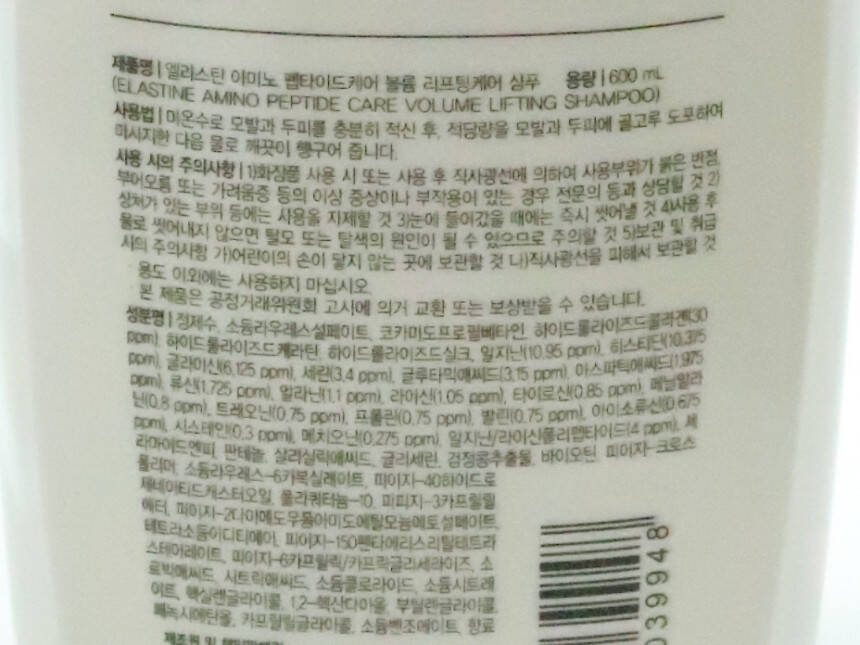 제품명 | 엘라스틴 아미노 펩타이드케어 볼륨 리프팅케어 샴푸 용량 | 600 mL
(ELASTINE AMINO PEPTIDE CARE VOLUME LIFTING SHAMPOO)
사용법 | 미온수로 모발과 두피를 충분히 적신 후, 적당량을 모발과 두피에 골고루 도포하여
마사지한 다음 물로 깨끗이 헹구어 줍니다.
사용 시의 주의사항 | 1)화장품 사용 시 또는 사용 후 직사광선에 의하여 사용부위가 붉은 반점,
부어오름 또는 가려움증 등의 이상 증상이나 부작용이 있는 경우 전문의 등과 상담할 것 2)
상처가 있는 부위 등에는 사용을 자제할 것 3)눈에 들어갔을 때에는 즉시 씻어낼 것 4)사용 후
물로 씻어내지 않으면 탈모 또는 탈색의 원인이 될 수 있으므로 주의할 것 5)보관 및 취급
시의 주의사항 가)어린이의 손이 닿지 않는 곳에 보관할 것 나)직사광선을 피해서 보관할 것
용도 이외에는 사용하지 마십시오.
본 제품은 공정거래위원회 고시에 의거 교환 또는 보상받을 수 있습니다.
성분명 | 정제수, 소듐라우레스설페이트, 코카미도프로필베타인, 하이드롤라이즈드콜라겐(30
ppm), 하이드롤라이즈드케라틴, 하이드롤라이즈드실크, 알지닌(10.95 ppm), 히스티딘(10.375
ppm), 글라이신(6.125 ppm), 세린(3.4 ppm), 글루타믹애씨드(3.15 ppm), 아스파틱애씨드(1.975
ppm), 류신(1.725 ppm), 알라닌(1.1 ppm), 라이신(1.05 ppm), 타이로신(0.85 ppm), 페닐알라
닌(0.8 ppm), 트레오닌(0.75 ppm), 프롤린(0.75 ppm), 발린(0.75 ppm), 아이소류신(0.675
ppm), 시스테인(0.3 ppm), 메치오닌(0.275 ppm), 알지닌/라이신폴리펩타이드(4 ppm), 세
라마이드엔피, 판테놀, 살리실릭애씨드, 글리세린, 검정콩추출물, 바이오틴, 피이지-크로스
폴리머, 소듐라우레스-6카복실레이트, 피이지-40하이드로
제네이티드캐스터오일, 폴리쿼터늄-10, 피피지-3카프릴릴
에터, 피이지-2다이에도우틈아미도에틸모늄메토설페이트,
테트라소듐이디티에이, 피이지-150펜타에리스리틸테트라
스테아레이트, 피이지-6카프릴릭/카프릭글리세라이즈, 소
르빅애씨드, 시트릭애씨드, 소듐클로라이드, 소듐시트레
이트, 헥실렌글라이콜, 1,2-헥산다이올, 부틸렌글라이콜,
페녹시에탄올, 카프릴릴글라이콜, 소듐벤조에이트, 향료
제조원 및
039948